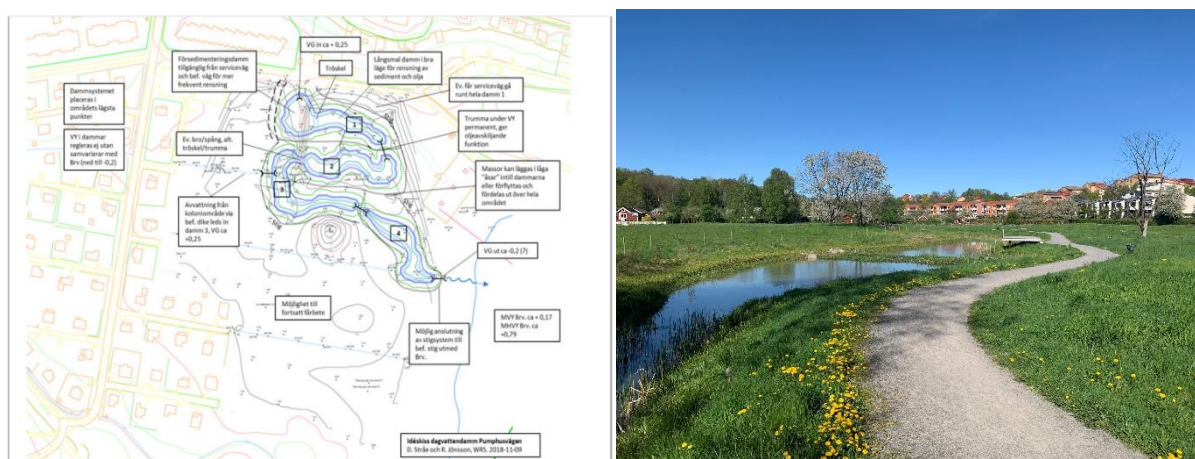 VG in ca + 0,25
Försedimenteringsdamm
tillgänglig från serviceväg
och bef. väg för mer
frekvent rensning
Tröskel
Långsmal damm i bra
läge för rensning av
sediment och olja
Ev. får serviceväg gå
runt hela damm 1
Dammsystemet
placeras i
områdets lägsta
punkter
Trumma under VY
permanent, ger
oljeavskiljande
funktion
VY i dammar
regleras ej utan
samvarierar med
Brv (ned till -0,2)
Ev. bro/spång, alt.
tröskel/trumma
1
2
3
4
Massor kan läggas i låga
"åsar" intill dammarna
eller förflyttas och
fördelas ut över hela
området
Avvattning från
koloniområde via
bef. dike leds in
damm 3, VG ca
+0,25
VG ut ca -0,2 (?)
Möjlighet till
fortsatt fårbete
Möjlig anslutning
av stigsystem till
bef. stig utmed
Brv.
MVY Brv. ca + 0,17
MHVY Brv. ca
+0,79
Idéskiss dagvattendamm Pumphusvägen
D. Stråe och R. Jönsson, WRS. 2018-11-09